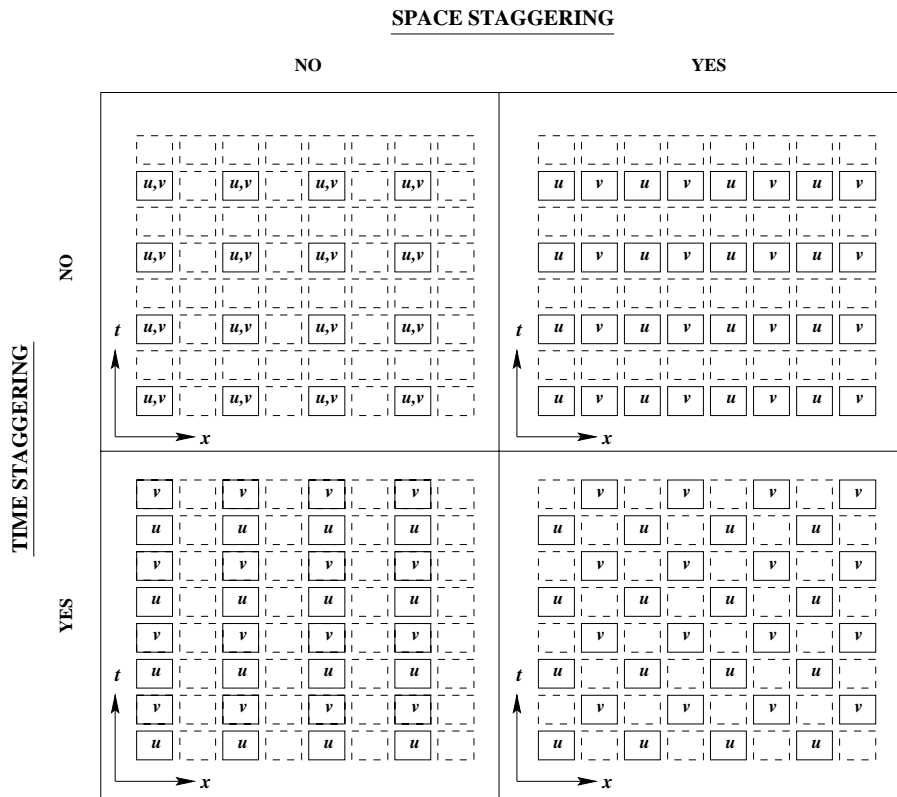 SPACE STAGGERING
NO YES
TIME STAGGERING
NO
u,v u,v u,v u,v
u,v u,v u,v u,v
u,v u,v u,v u,v
t
u,v u,v u,v u,v
x
u v u v u v u v
u v u v u v u v
u v u v u v u v
t
u v u v u v u v
x
YES
v v v v
u u u u
v v v v
u u u u
v v v v
u u u u
t
v v v v
u u u u
x
v v v v
u u u u
v v v v
u u u u
v v v v
u u u u
t
v v v v
u u u u
x